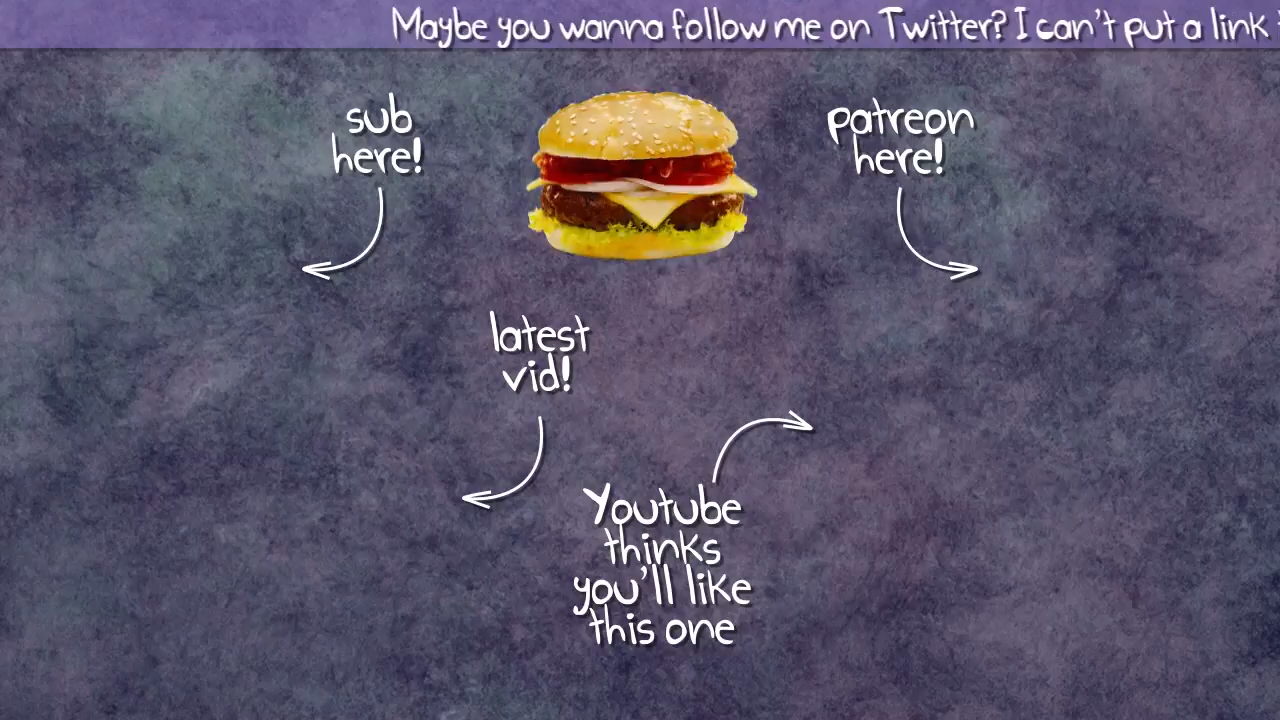 Maybe you wanna follow me on Twitter? I can't put a link
sub
here!
patreon
here!
latest
vid!
Youtube
thinks
you'll like
this one